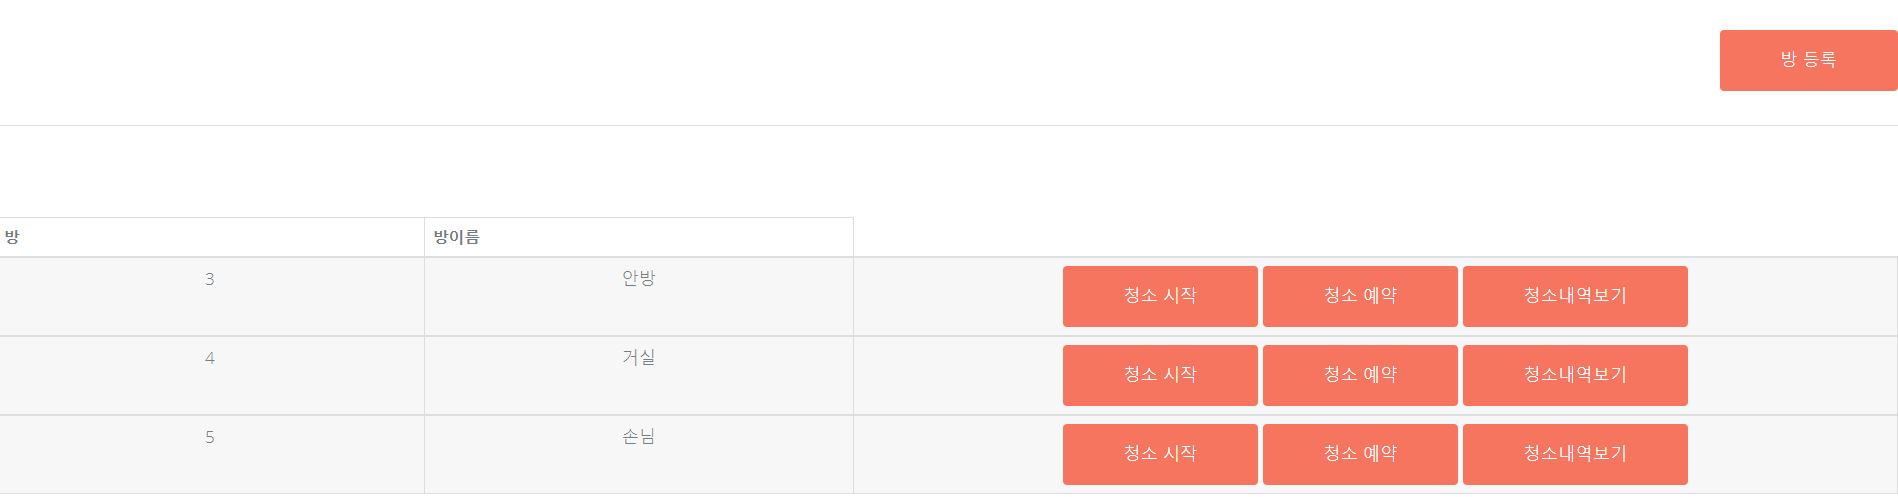 방 등록
방 방이름
3 안방 청소 시작 청소 예약 청소내역보기
4 거실 청소 시작 청소 예약 청소내역보기
5 손님 청소 시작 청소 예약 청소내역보기